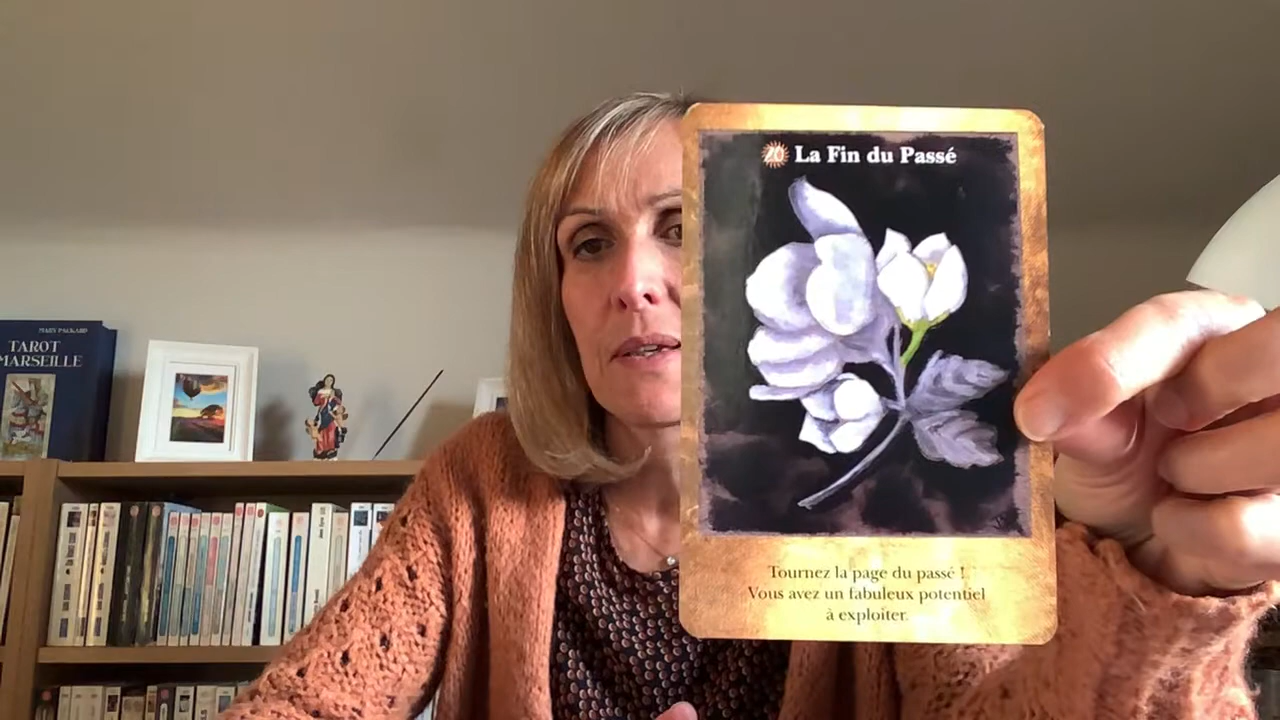 MARY PACKARD
TAROT
MARSEILLE
20 La Fin du Passé
Tournez la page du passé !
Vous avez un fabuleux potentiel
à exploiter.